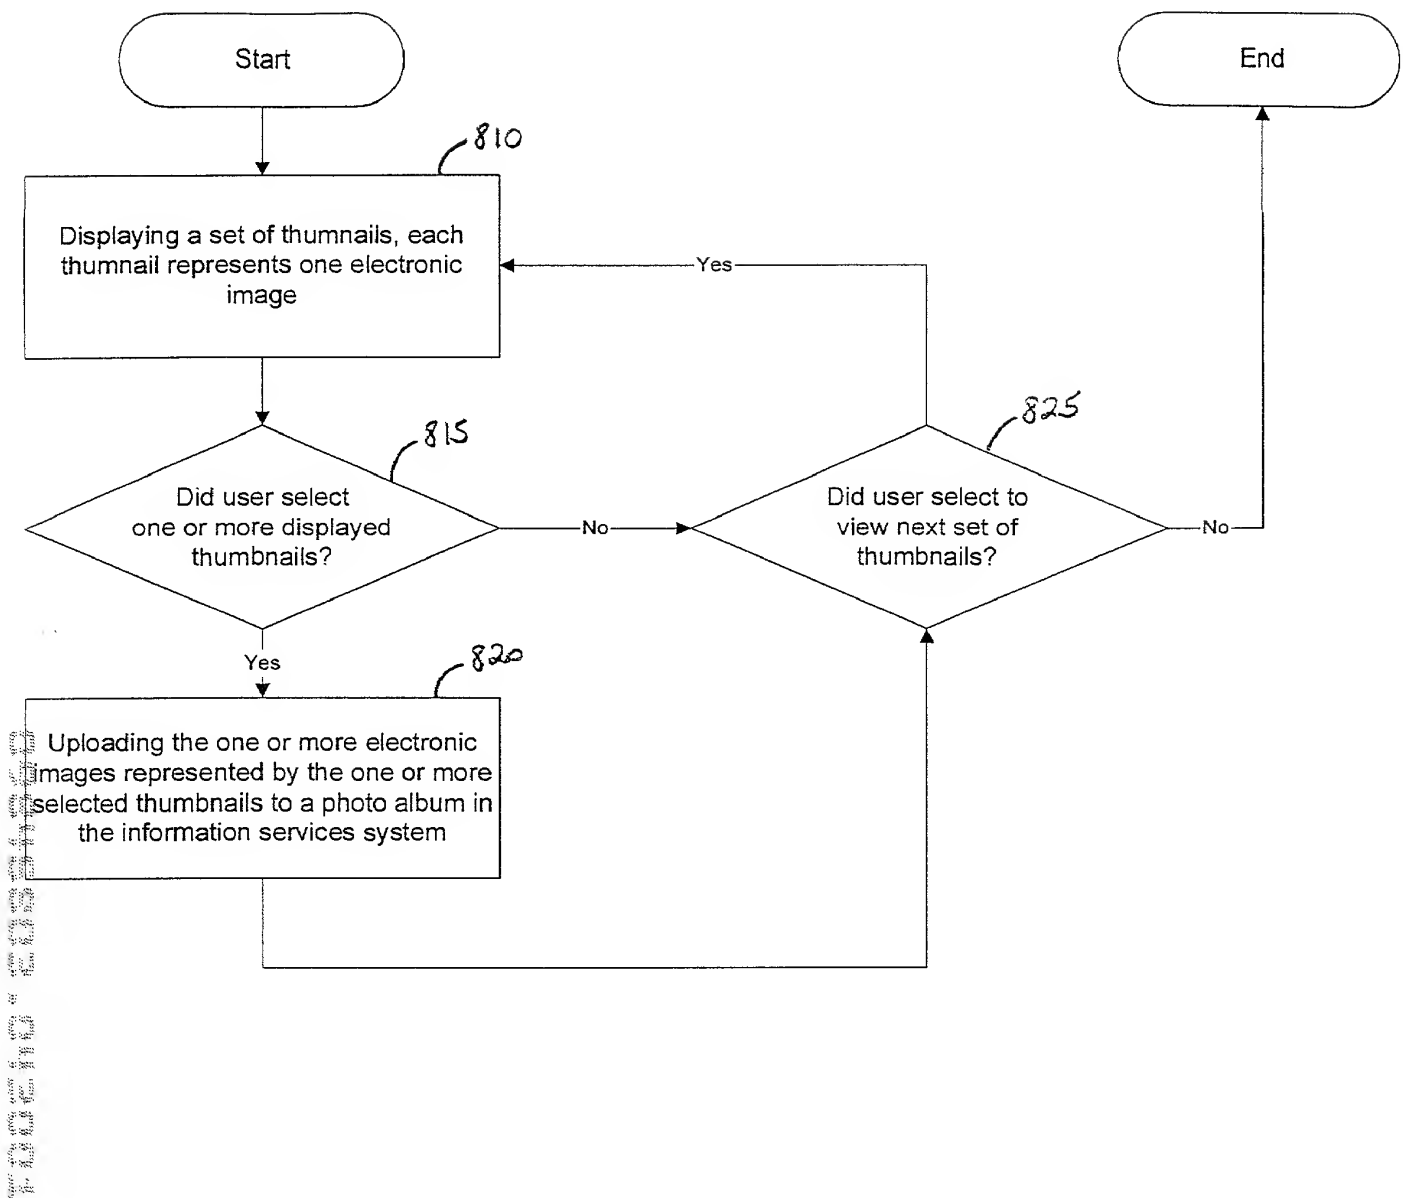 Start
End
810
Displaying a set of thumnails, each
thumnail represents one electronic
image
Yes
815
825
Did user select
one or more displayed
thumbnails?
No
Did user select to
view next set of
thumbnails?
No
Yes
820
Uploading the one or more electronic
images represented by the one or more
selected thumbnails to a photo album in
the information services system